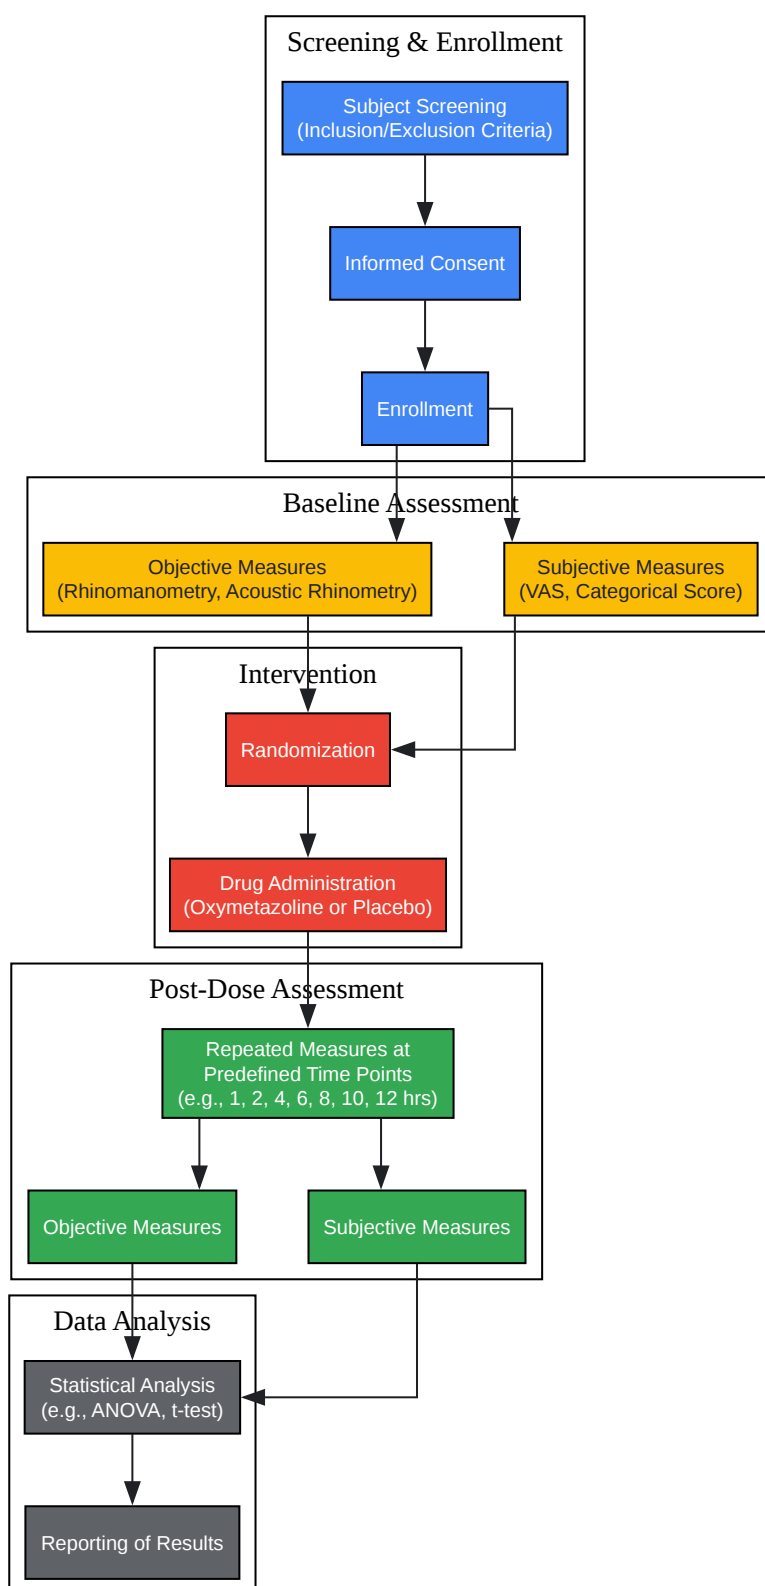 Screening & Enrollment
Subject Screening
(Inclusion/Exclusion Criteria)
Informed Consent
Enrollment
Baseline Assessment
Objective Measures
(Rhinomanometry, Acoustic Rhinometry)
Subjective Measures
(VAS, Categorical Score)
Intervention
Randomization
Drug Administration
(Oxymetazoline or Placebo)
Post-Dose Assessment
Repeated Measures at
Predefined Time Points
(e.g., 1, 2, 4, 6, 8, 10, 12 hrs)
Objective Measures
Subjective Measures
Data Analysis
Statistical Analysis
(e.g., ANOVA, t-test)
Reporting of Results